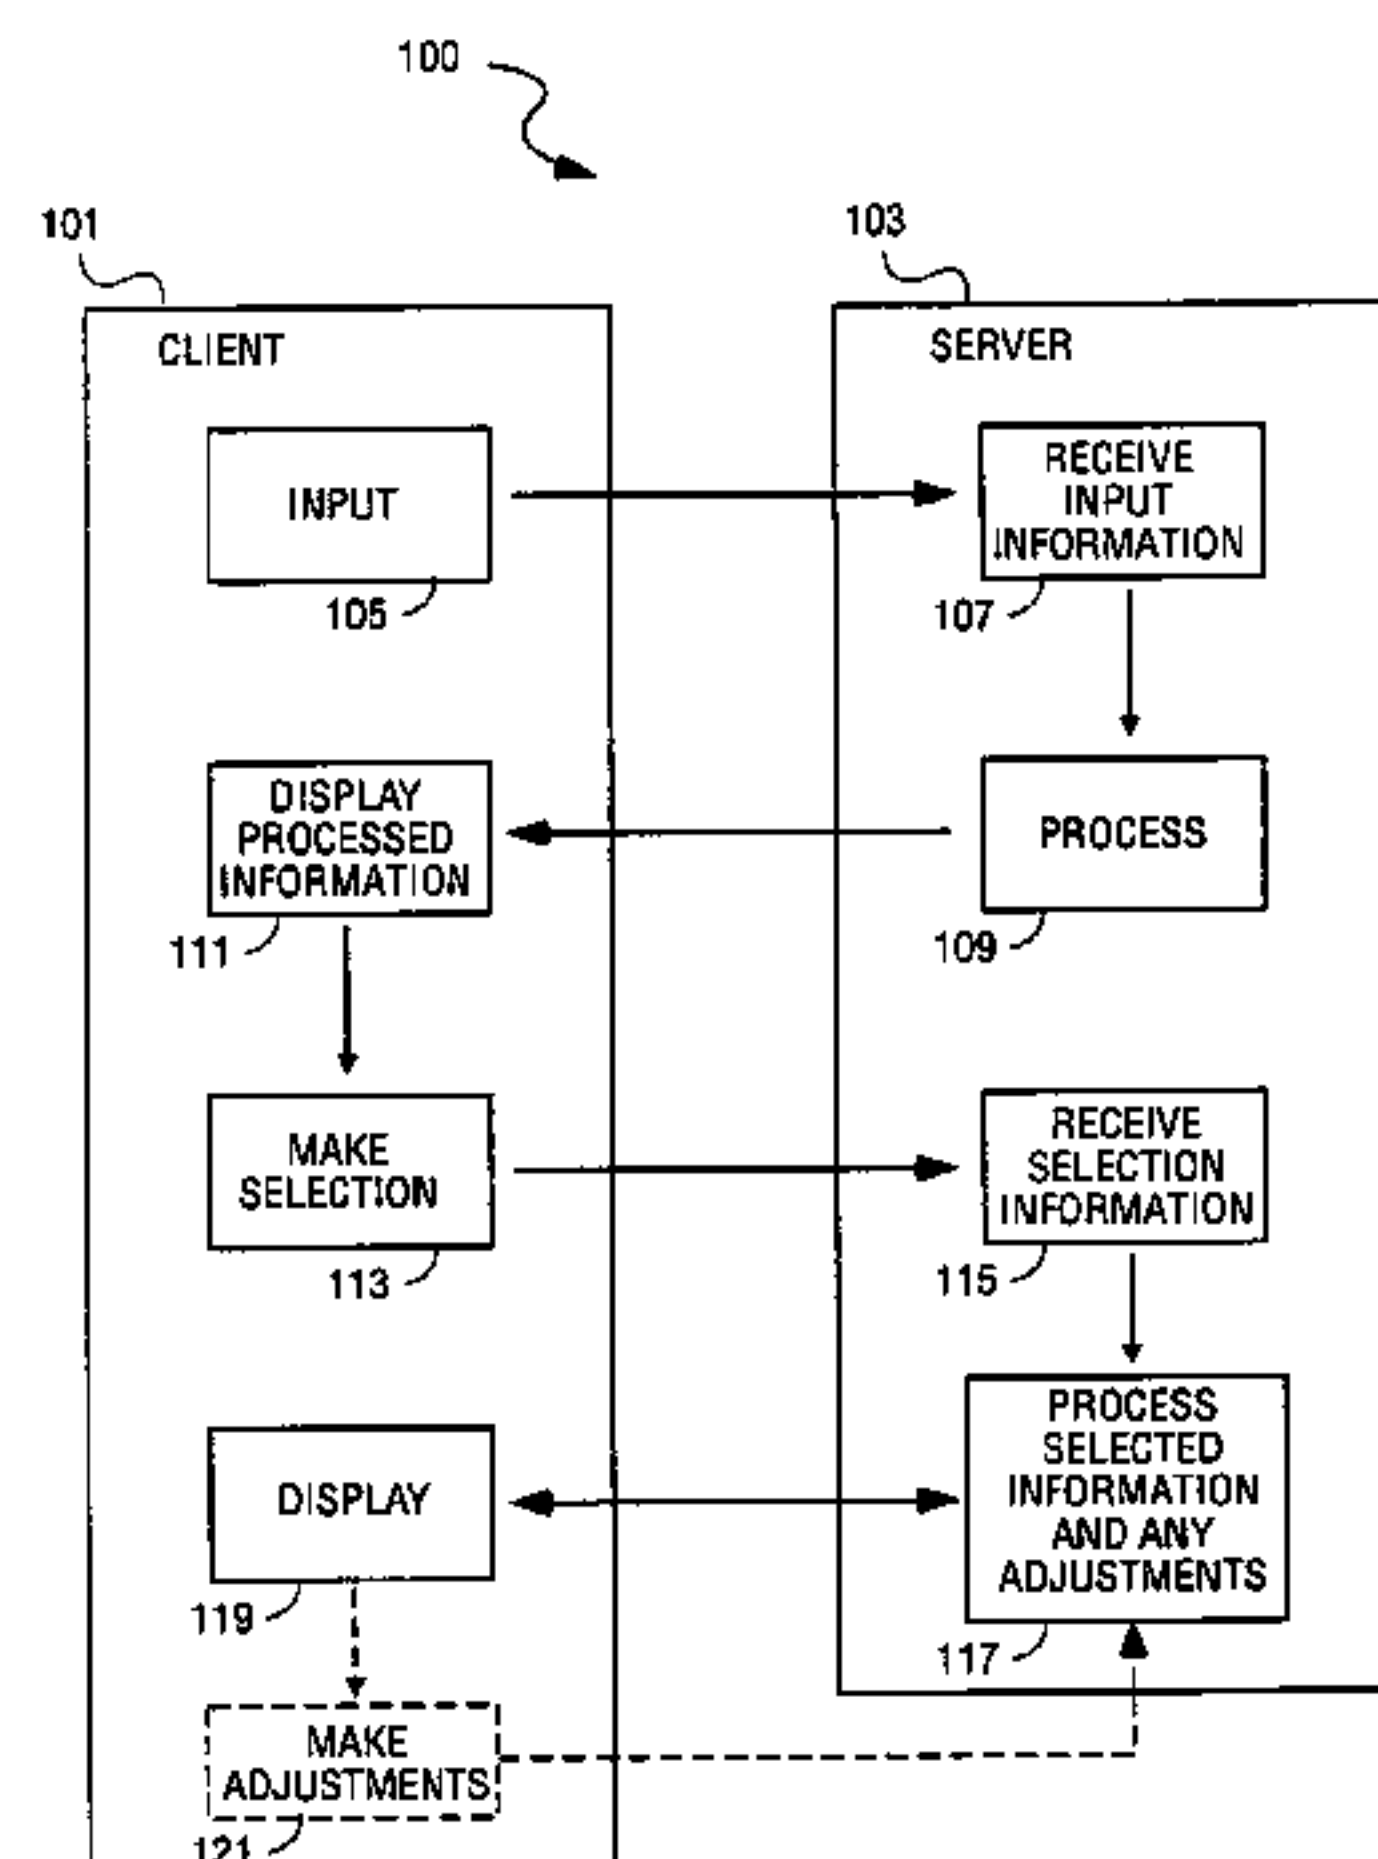 100
101
103
CLIENT
SERVER
INPUT
105
RECEIVE
INPUT
INFORMATION
107
DISPLAY
PROCESSED
INFORMATION
111
PROCESS
109
MAKE
SELECTION
113
RECEIVE
SELECTION
INFORMATION
115
DISPLAY
119
PROCESS
SELECTED
INFORMATION
AND ANY
ADJUSTMENTS
117
MAKE
ADJUSTMENTS
121